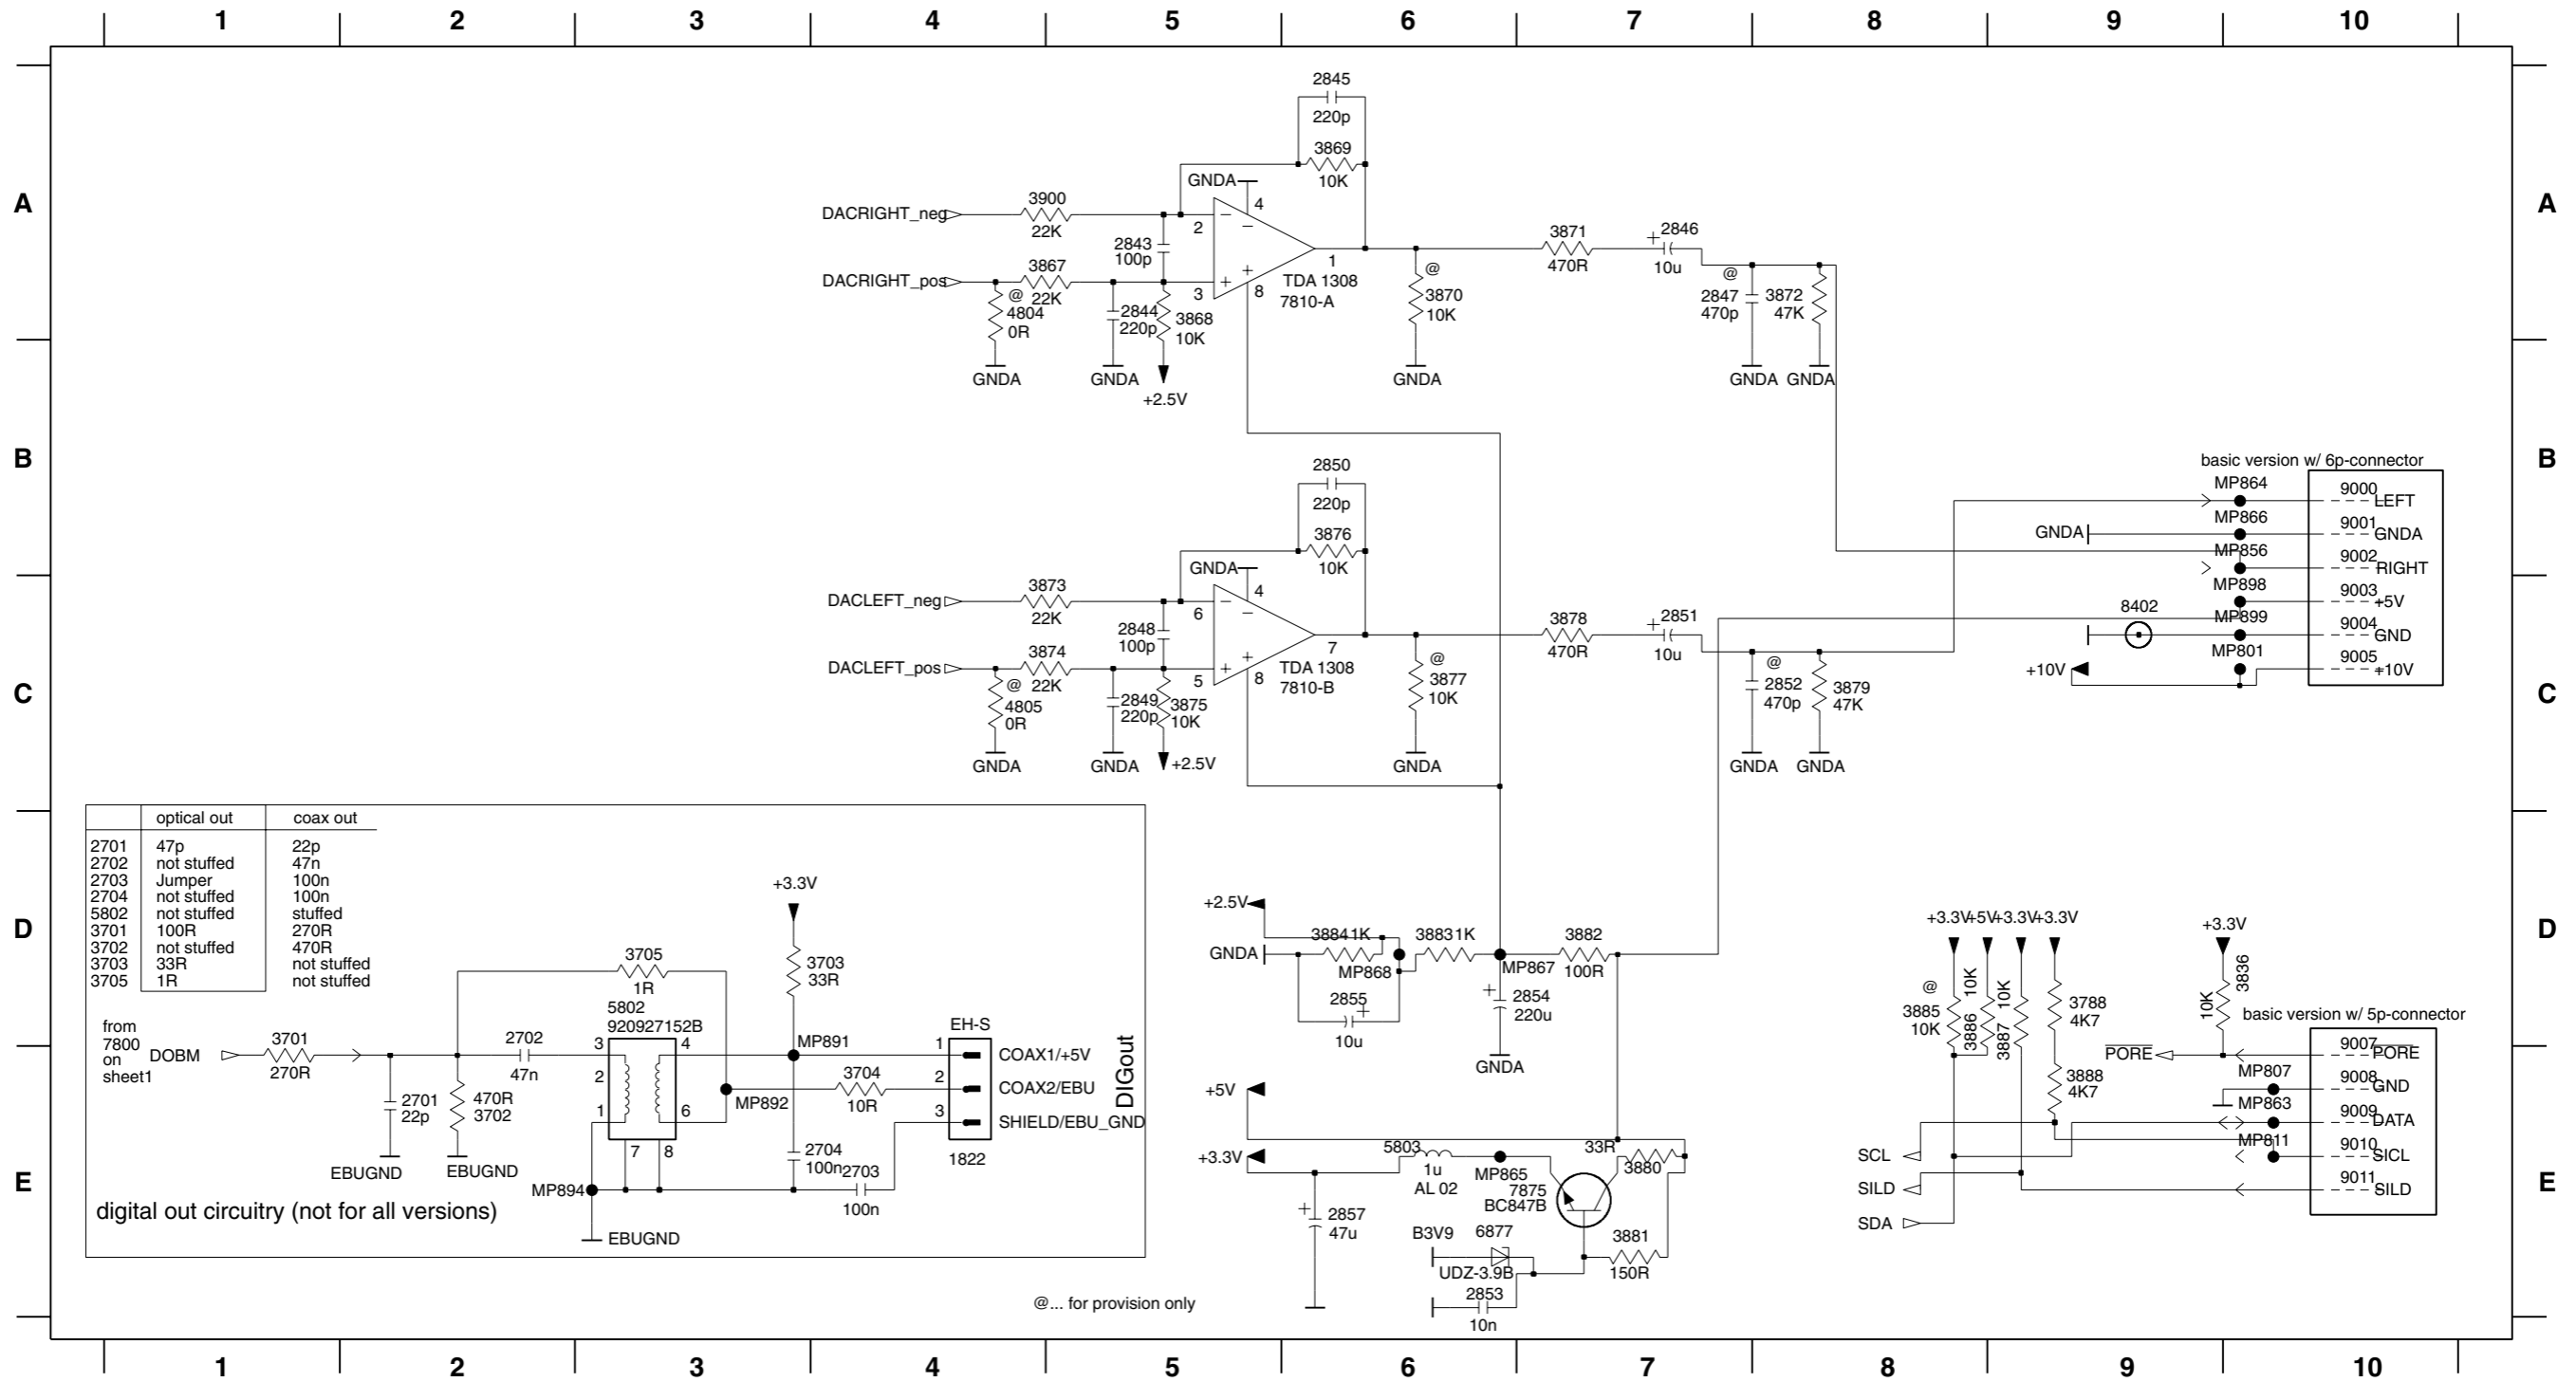 1 2 3 4 5 6 7 8 9 10
A
A
B
B
C
C
D
D
E
E
2845
220p
3869
10K
GNDA
4
DACRIGHT_neg
3900
22K
2
2843
100p
DACRIGHT_pos
3867
22K
@
4804
0R
2844
220p
3868
10K
3
8
1
TDA 1308
7810-A
@
3870
10K
3871
470R
2846
10u
@
2847
470p
3872
47K
GNDA
GNDA
+2.5V
GNDA
GNDA
GNDA
2850
220p
3876
10K
GNDA
4
DACLEFT_neg
3873
22K
6
2848
100p
DACLEFT_pos
3874
22K
@
4805
0R
2849
220p
3875
10K
5
8
7
TDA 1308
7810-B
@
3877
10K
3878
470R
2851
10u
@
2852
470p
3879
47K
GNDA
GNDA
+2.5V
GNDA
GNDA
GNDA
basic version w/ 6p-connector
MP864
9000
LEFT
GNDA
MP866
9001
GNDA
MP856
9002
RIGHT
MP898
9003
+5V
8402
MP899
9004
GND
+10V
MP801
9005
+10V
optical out coax out
2701 47p 22p
2702 not stuffed 47n
2703 Jumper 100n
2704 not stuffed 100n
5802 not stuffed stuffed
3701 100R 270R
3702 not stuffed 470R
3703 33R not stuffed
3705 1R not stuffed
+3.3V
3703
33R
3705
1R
5802
920927152B
from
7800
on
sheet1
DOBM
3701
270R
2702
47n
2701
22p
470R
3702
EBUGND
EBUGND
3
2
1
4
6
7
8
MP891
MP892
3704
10R
EH-S
1
COAX1/+5V
2
COAX2/EBU
3
SHIELD/EBU_GND
DIGout
1822
2704
100n
2703
100n
MP894
EBUGND
digital out circuitry (not for all versions)
@... for provision only
+2.5V
GNDA
3884 1K
MP868
3883 1K
MP867
3882
100R
2855
10u
2854
220u
GNDA
+5V
+3.3V
5803
1u
AL 02
MP865
7875
BC847B
33R
3880
2857
47u
B3V9
6877
UDZ-3.9B
3881
150R
2853
10n
+3.3V +5V +3.3V +3.3V
@
3885
10K
10K
3886
10K
3887
3788
4K7
3888
4K7
SCL
SILD
SDA
+3.3V
3836
10K
basic version w/ 5p-connector
PORE
9007
PORE
MP807
9008
GND
MP863
9009
DATA
MP811
9010
SICL
9011
SILD
1 2 3 4 5 6 7 8 9 10